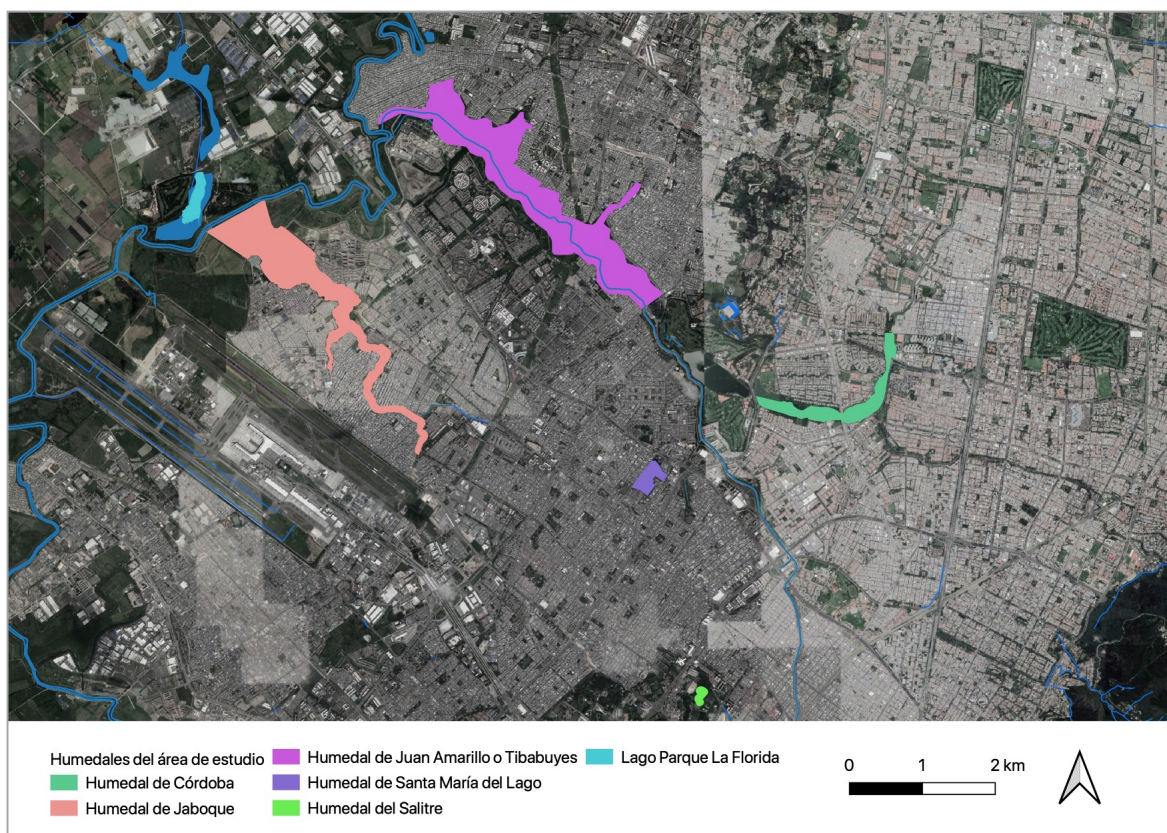 Humedales del área de estudio
Humedal de Córdoba
Humedal de Jaboque
Humedal de Juan Amarillo o Tibabuyes
Humedal de Santa María del Lago
Humedal del Salitre
Lago Parque La Florida
0 1 2 km